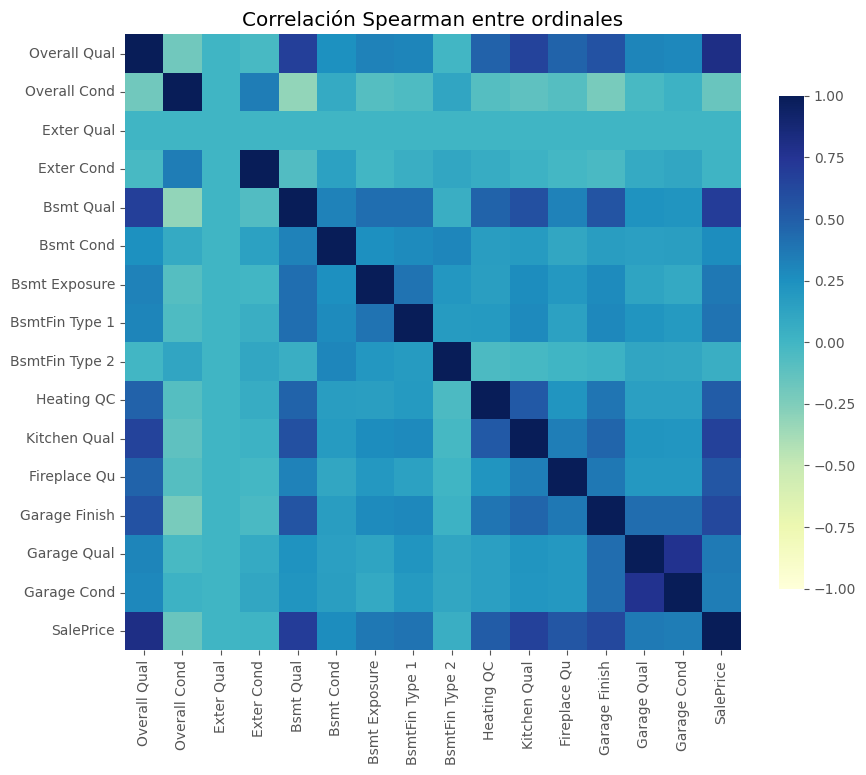 Correlación Spearman entre ordinales
Overall Qual
Overall Cond
Exter Qual
Exter Cond
Bsmt Qual
Bsmt Cond
Bsmt Exposure
BsmtFin Type 1
BsmtFin Type 2
Heating QC
Kitchen Qual
Fireplace Qu
Garage Finish
Garage Qual
Garage Cond
SalePrice
Overall Qual
Overall Cond
Exter Qual
Exter Cond
Bsmt Qual
Bsmt Cond
Bsmt Exposure
BsmtFin Type 1
BsmtFin Type 2
Heating QC
Kitchen Qual
Fireplace Qu
Garage Finish
Garage Qual
Garage Cond
SalePrice
1.00
0.75
0.50
0.25
0.00
−0.25
−0.50
−0.75
−1.00